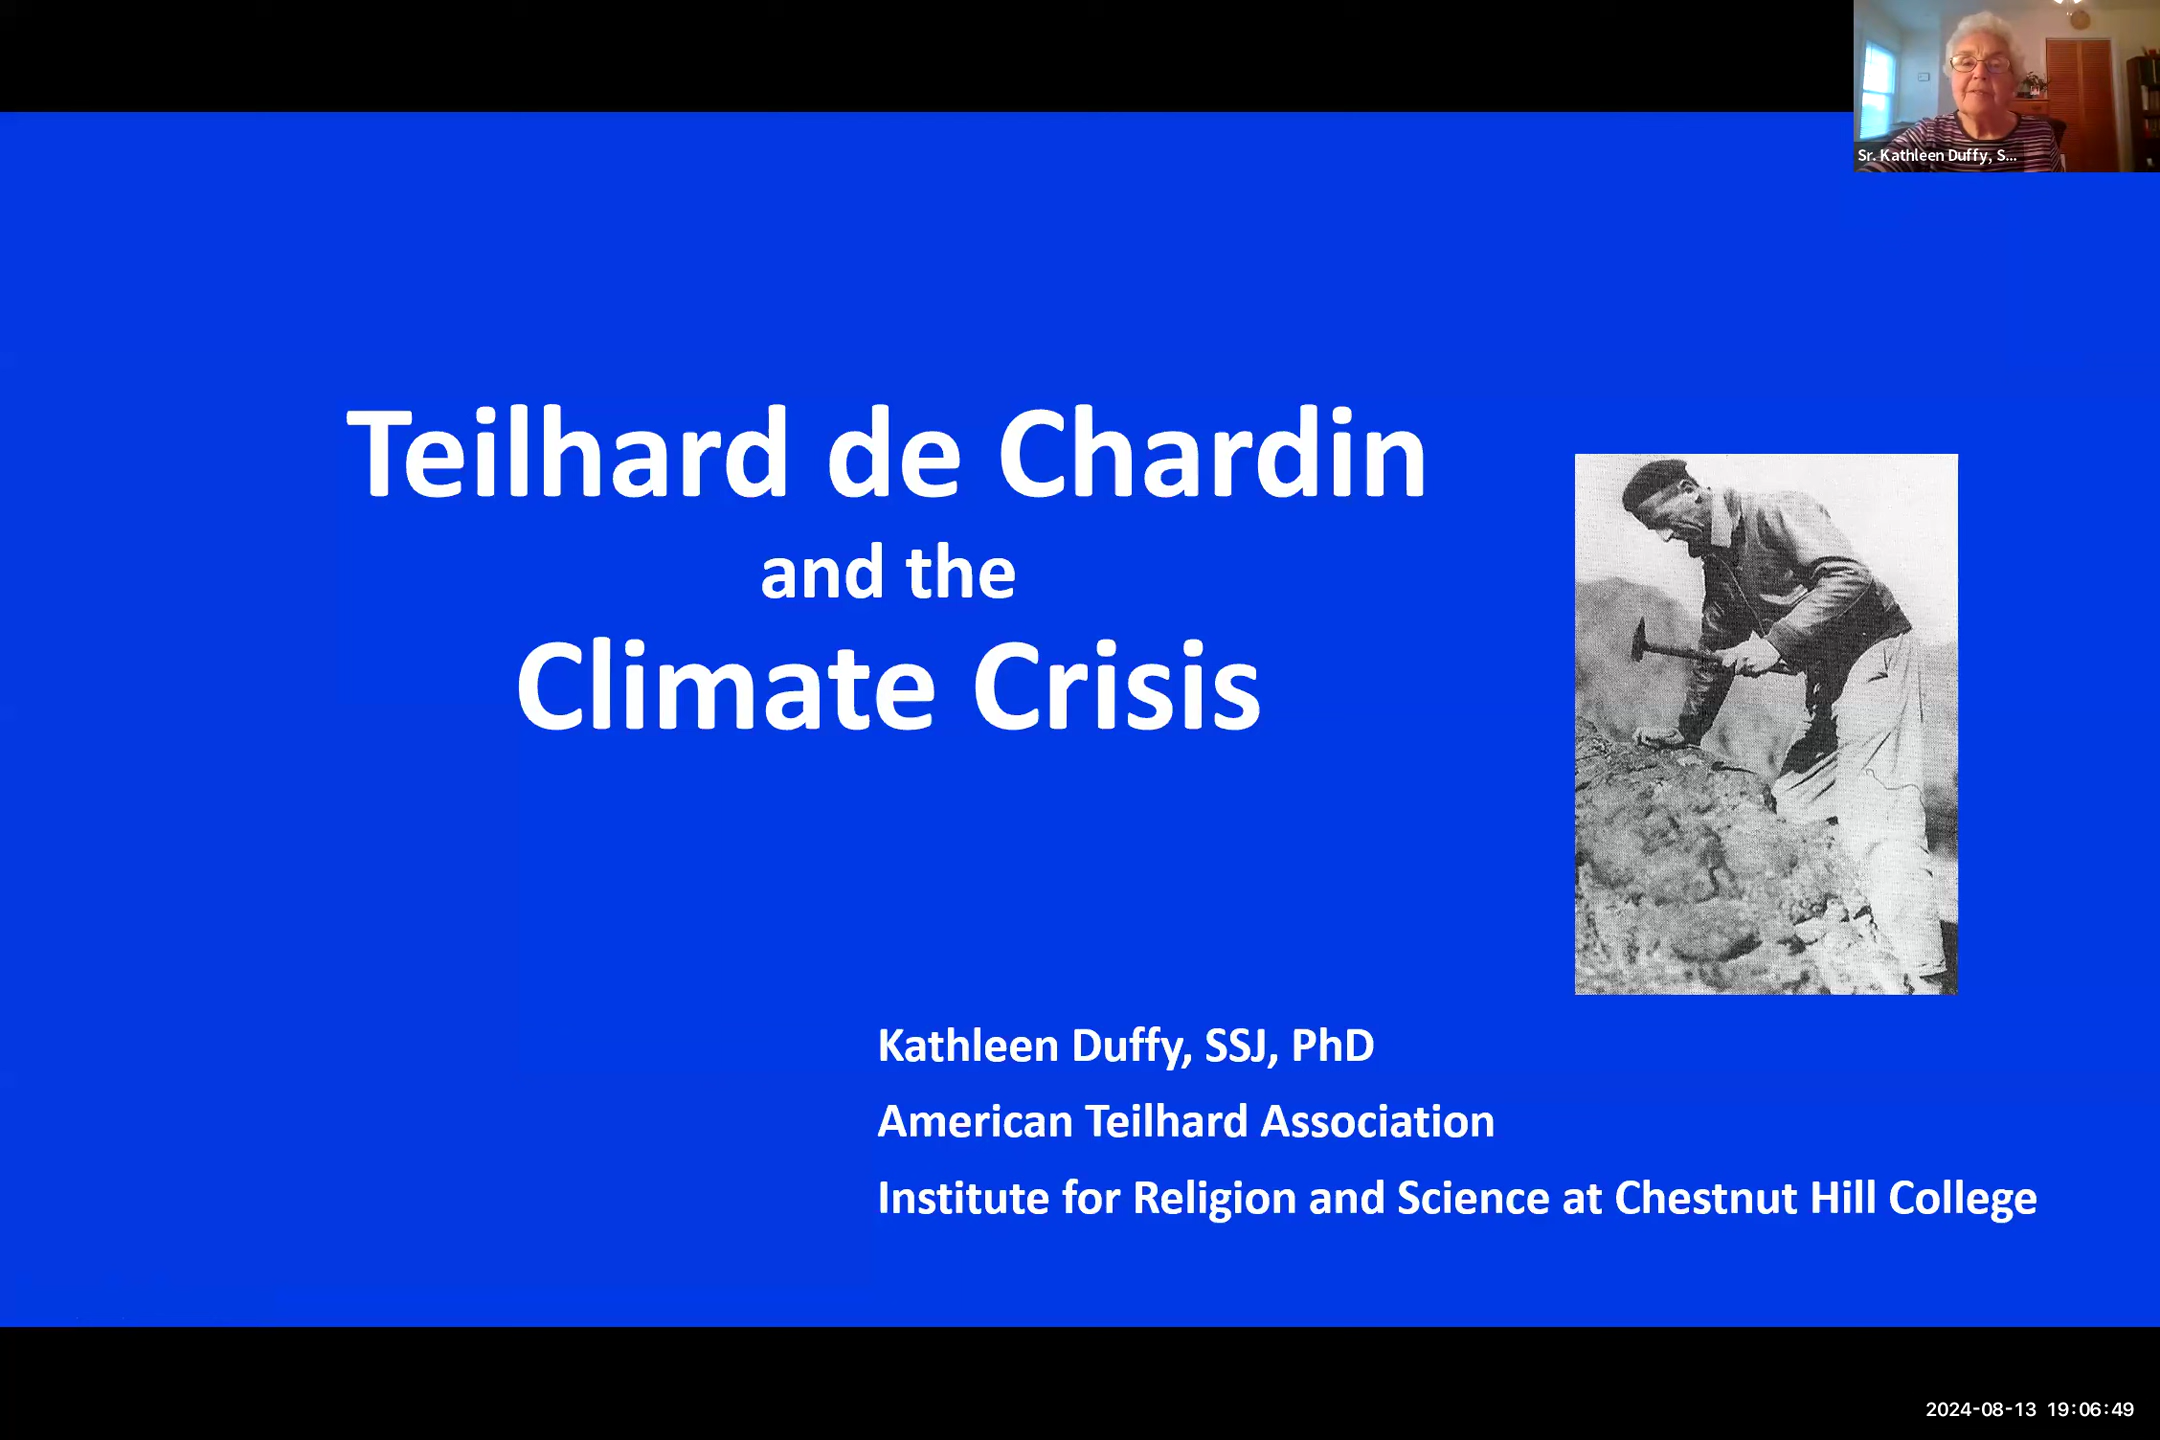 Sr. Kathleen Duffy, S...
Teilhard de Chardin
and the
Climate Crisis
Kathleen Duffy, SSJ, PhD
American Teilhard Association
Institute for Religion and Science at Chestnut Hill College
2024-08-13 19:06:49